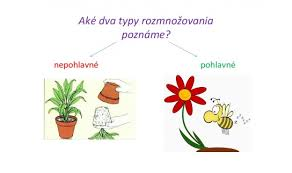 Aké dva typy rozmnožovania
poznáme?
nepohlavné
pohlavné